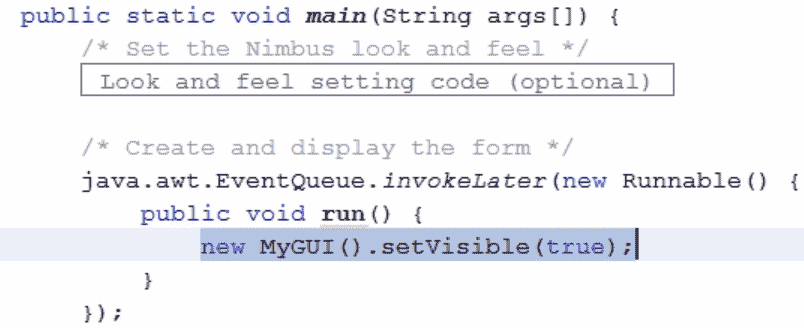 public static void main(String args[]) {
/* Set the Nimbus look and feel */
Look and feel setting code (optional)
/* Create and display the form */
java.awt.EventQueue.invokeLater(new Runnable() {
public void run() {
new MyGUI().setVisible(true);
}
});